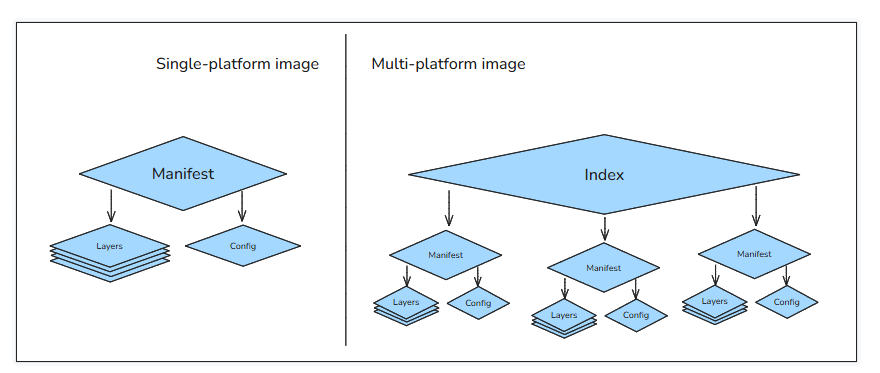 Single-platform image
Multi-platform image
Manifest
Layers
Config
Index
Manifest
Layers
Config
Manifest
Layers
Config
Manifest
Layers
Config